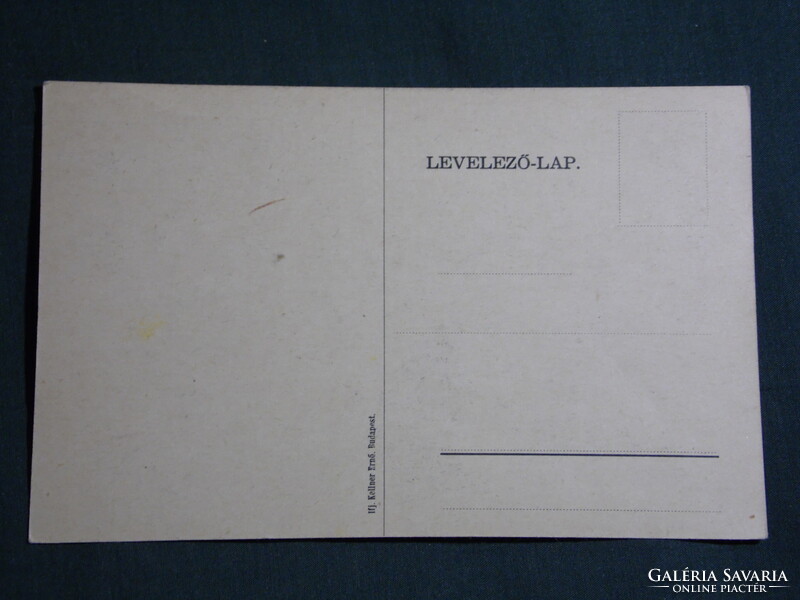 LEVELEZŐ-LAP.
Ifj. Kellner Ernő, Budapest.
GALÉRIA SAVARIA
ONLINE PIACTÉR